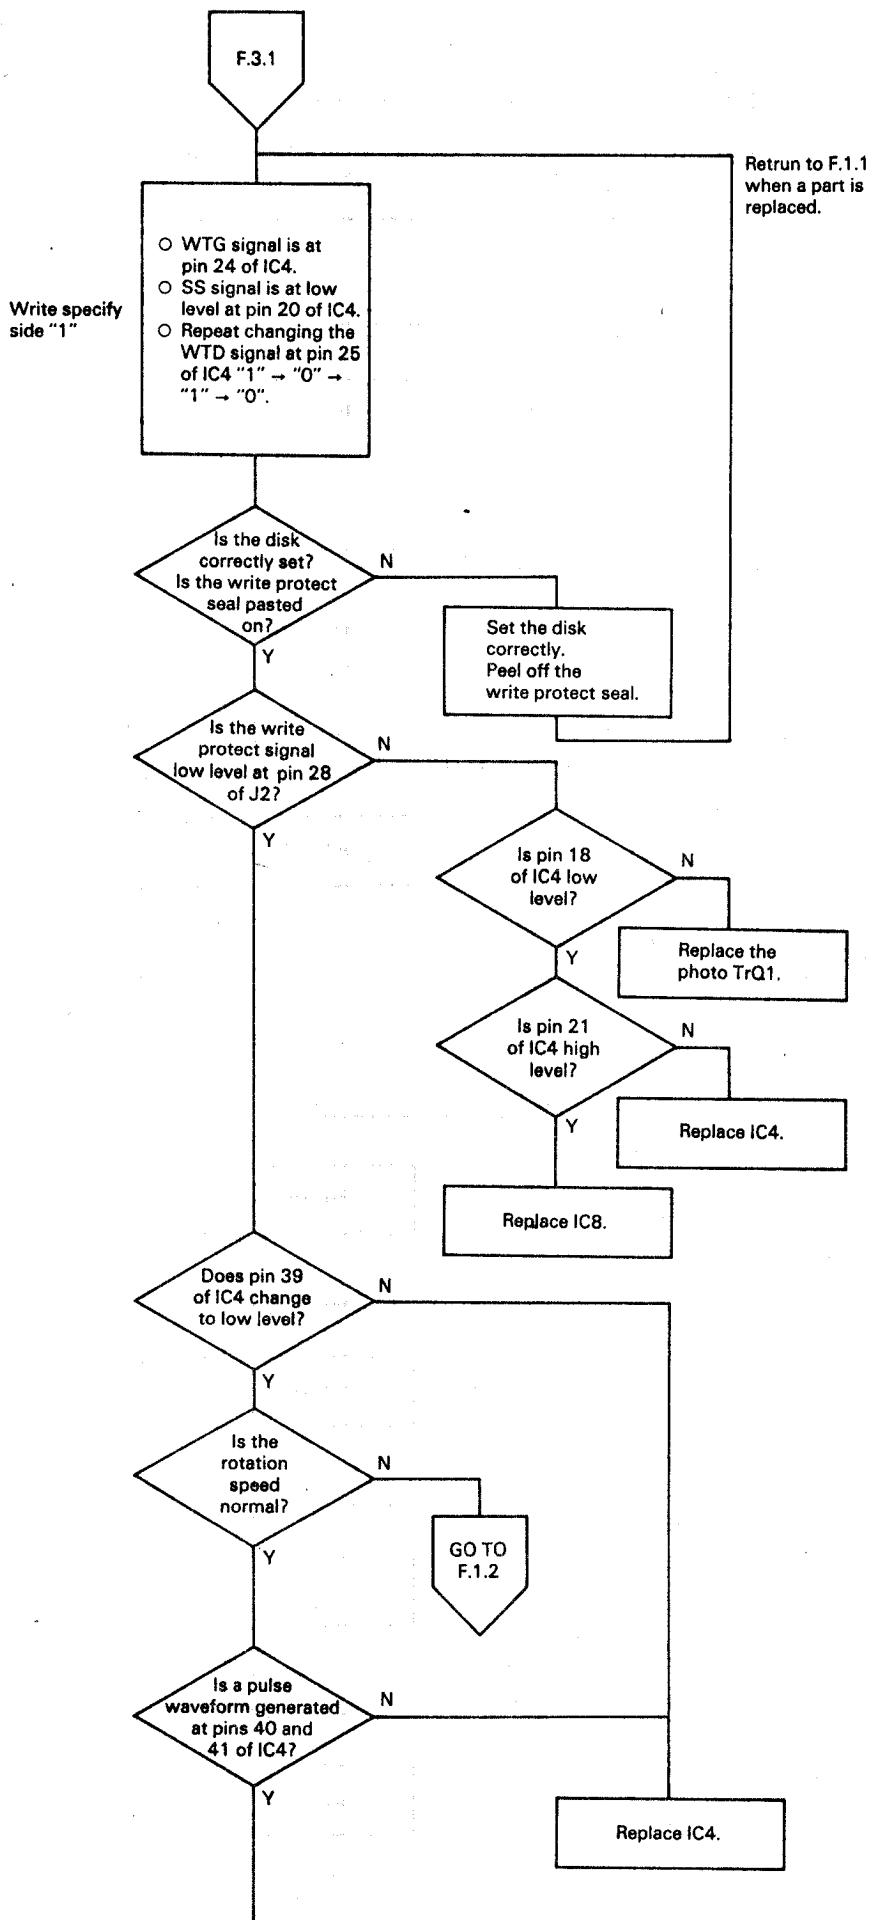 F.3.1
Retrun to F.1.1
when a part is
replaced.
Write specify
side "1"
○ WTG signal is at
pin 24 of IC4.
○ SS signal is at low
level at pin 20 of IC4.
○ Repeat changing the
WTD signal at pin 25
of IC4 "1" → "0" →
"1" → "0".
Is the disk
correctly set?
Is the write protect
seal pasted
on?
N
Y
Set the disk
correctly.
Peel off the
write protect seal.
Is the write
protect signal
low level at pin 28
of J2?
N
Y
Is pin 18
of IC4 low
level?
N
Y
Replace the
photo TrQ1.
Is pin 21
of IC4 high
level?
N
Y
Replace IC4.
Replace IC8.
Does pin 39
of IC4 change
to low level?
N
Y
Is the
rotation
speed
normal?
N
Y
GO TO
F.1.2
Is a pulse
waveform generated
at pins 40 and
41 of IC4?
N
Y
Replace IC4.